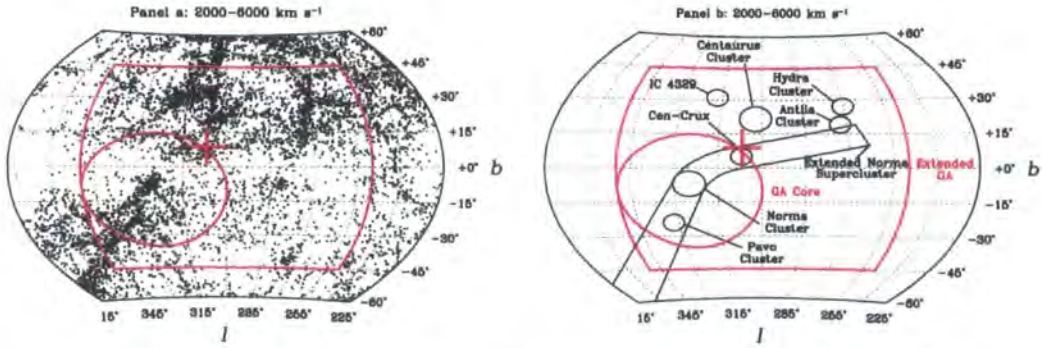 Panel a: 2000-6000 km s⁻¹
+60°
+45°
+30°
+15°
+0°
b
-15°
-30°
-45°
-60°
15° 345° 315° 285° 255° 225°
l
Panel b: 2000-6000 km s⁻¹
+60°
Centaurus
Cluster
+45°
IC 4329
Hydra
Cluster
+30°
Cen-Crux
Antlia
Cluster
+15°
Extended Norma
Supercluster
Extended
GA
+0°
b
GA Core
-15°
Norma
Cluster
-30°
Pavo
Cluster
-45°
-60°
15° 345° 315° 285° 255° 225°
l